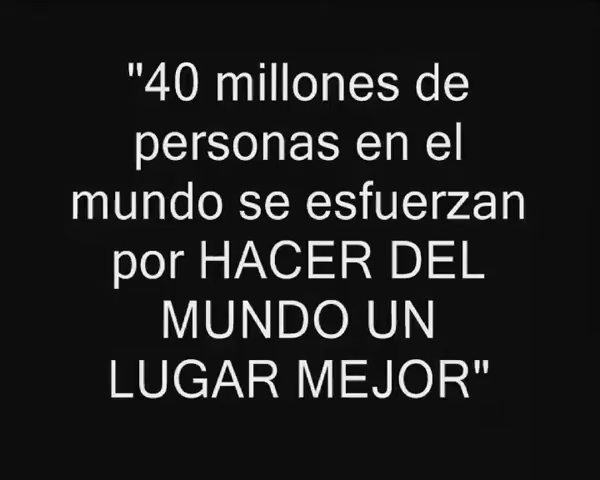 "40 millones de
personas en el
mundo se esfuerzan
por HACER DEL
MUNDO UN
LUGAR MEJOR"